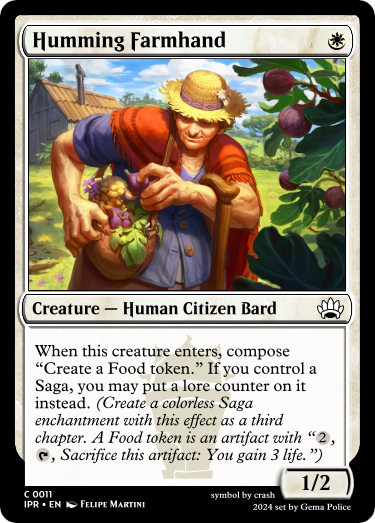 Humming Farmhand
Creature — Human Citizen Bard
When this creature enters, compose
“Create a Food token.” If you control a
Saga, you may put a lore counter on it
instead. (Create a colorless Saga
enchantment with this effect as a third
chapter. A Food token is an artifact with “2,
, Sacrifice this artifact: You gain 3 life.”)
1/2
C 0011
IPR • EN Felipe Martini
symbol by crash
2024 set by Gema Police